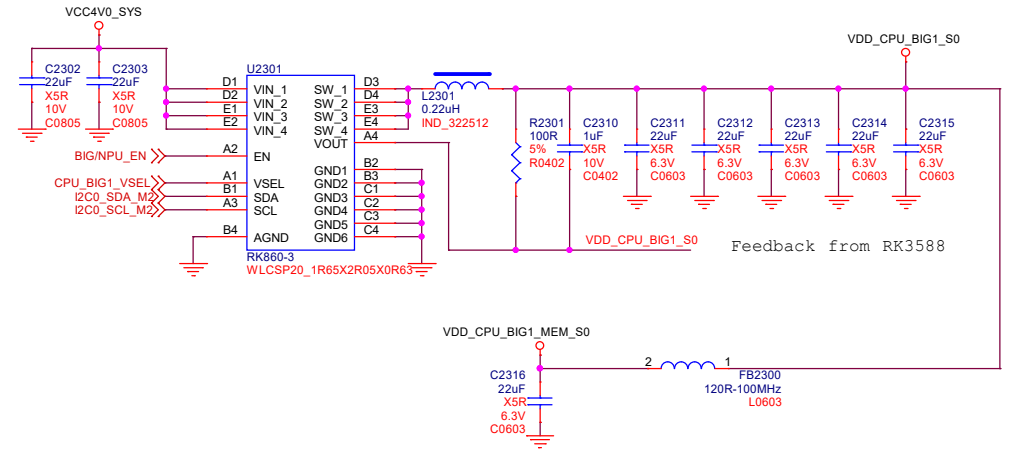 VCC4V0_SYS
C2302
22uF
X5R
10V
C0805
C2303
22uF
X5R
10V
C0805
U2301
D1 VIN_1
D2 VIN_2
E1 VIN_3
E2 VIN_4
BIG/NPU_EN A2 EN
CPU_BIG1_VSEL A1 VSEL
I2C0_SDA_M2 B1 SDA
I2C0_SCL_M2 A3 SCL
B4 AGND
SW_1 D3
SW_2 D4
SW_3 E3
SW_4 E4
VOUT A4
GND1 B2
GND2 B3
GND3 C1
GND4 C2
GND5 C3
GND6 C4
RK860-3
WLCSP20_1R65X2R05X0R63
L2301
0.22uH
IND_322512
VDD_CPU_BIG1_S0
R2301
100R
5%
R0402
C2310
1uF
X5R
10V
C0402
C2311
22uF
X5R
6.3V
C0603
C2312
22uF
X5R
6.3V
C0603
C2313
22uF
X5R
6.3V
C0603
C2314
22uF
X5R
6.3V
C0603
C2315
22uF
X5R
6.3V
C0603
VDD_CPU_BIG1_S0
Feedback from RK3588
VDD_CPU_BIG1_MEM_S0
C2316
22uF
X5R
6.3V
C0603
2 1
FB2300
120R-100MHz
L0603